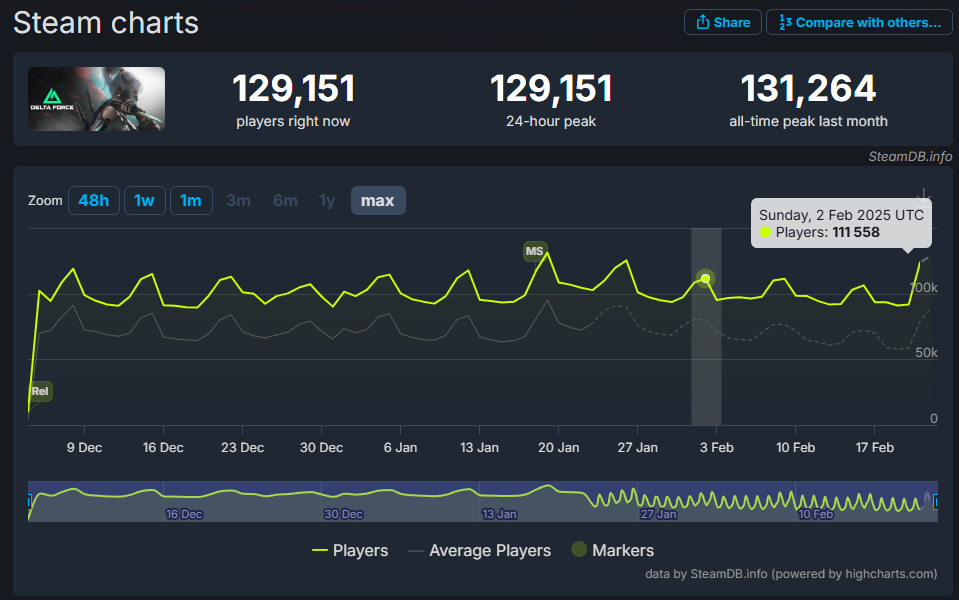 Steam charts
Share
Compare with others...
DELTA FORCE
129,151
players right now
129,151
24-hour peak
131,264
all-time peak last month
SteamDB.info
Zoom 48h 1w 1m 3m 6m 1y max
Sunday, 2 Feb 2025 UTC
Players: 111 558
MS
Rel
100k
50k
0
9 Dec 16 Dec 23 Dec 30 Dec 6 Jan 13 Jan 20 Jan 27 Jan 3 Feb 10 Feb 17 Feb
16 Dec 30 Dec 13 Jan 27 Jan 10 Feb
Players Average Players Markers
data by SteamDB.info (powered by highcharts.com)